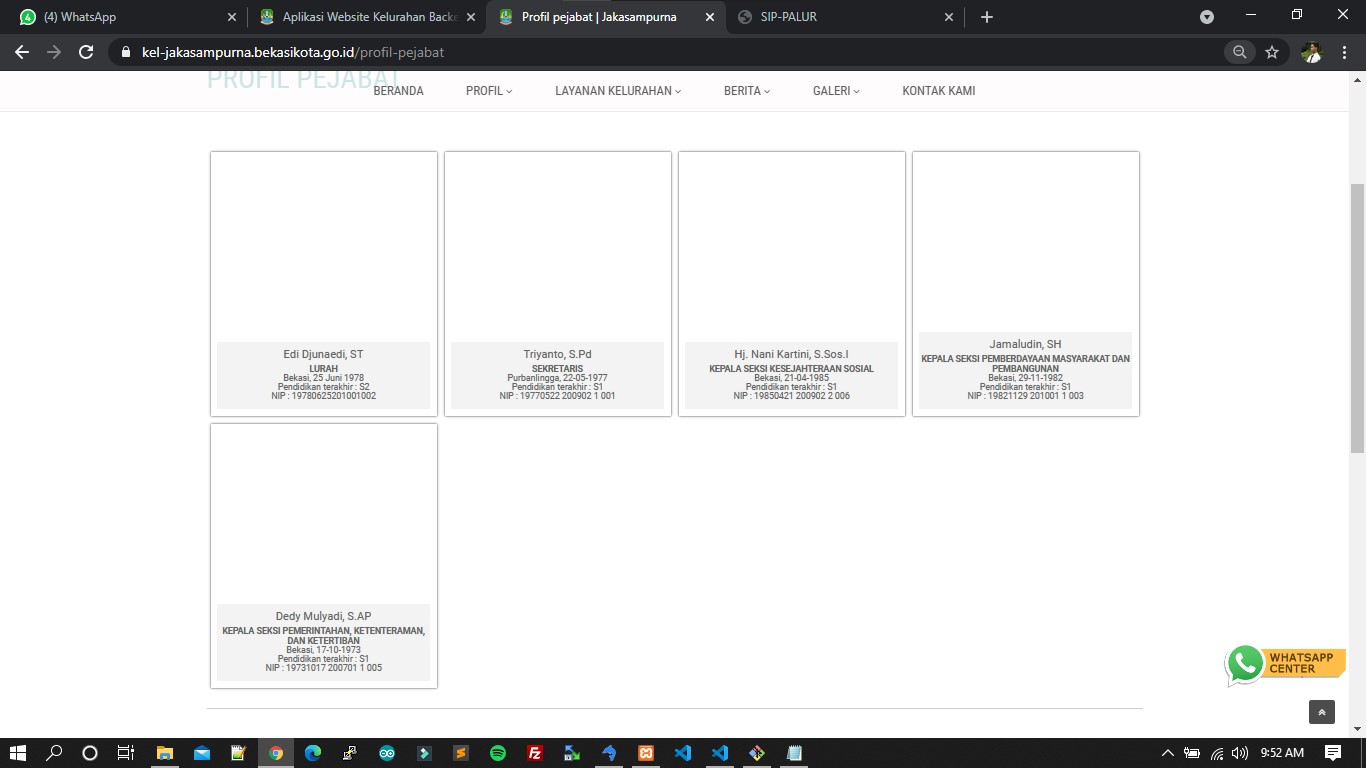 (4) WhatsApp
Aplikasi Website Kelurahan Backe
Profil pejabat | Jakasampurna
SIP-PALUR
kel-jakasampurna.bekasikota.go.id/profil-pejabat
PROFIL PEJABAT
BERANDA
PROFIL
LAYANAN KELURAHAN
BERITA
GALERI
KONTAK KAMI
Edi Djunaedi, ST
LURAH
Bekasi, 25 Juni 1978
Pendidikan terakhir : S2
NIP : 19780625201001002
Triyanto, S.Pd
SEKRETARIS
Purbanlingga, 22-05-1977
Pendidikan terakhir : S1
NIP : 19770522 200902 1 001
Hj. Nani Kartini, S.Sos.I
KEPALA SEKSI KESEJAHTERAAN SOSIAL
Bekasi, 21-04-1985
Pendidikan terakhir : S1
NIP : 19850421 200902 2 006
Jamaludin, SH
KEPALA SEKSI PEMBERDAYAAN MASYARAKAT DAN
PEMBANGUNAN
Bekasi, 29-11-1982
Pendidikan terakhir : S1
NIP : 19821129 201001 1 003
Dedy Mulyadi, S.AP
KEPALA SEKSI PEMERINTAHAN, KETENTERAMAN,
DAN KETERTIBAN
Bekasi, 17-10-1973
Pendidikan terakhir : S1
NIP : 19731017 200701 1 005
WHATSAPP
CENTER
9:52 AM